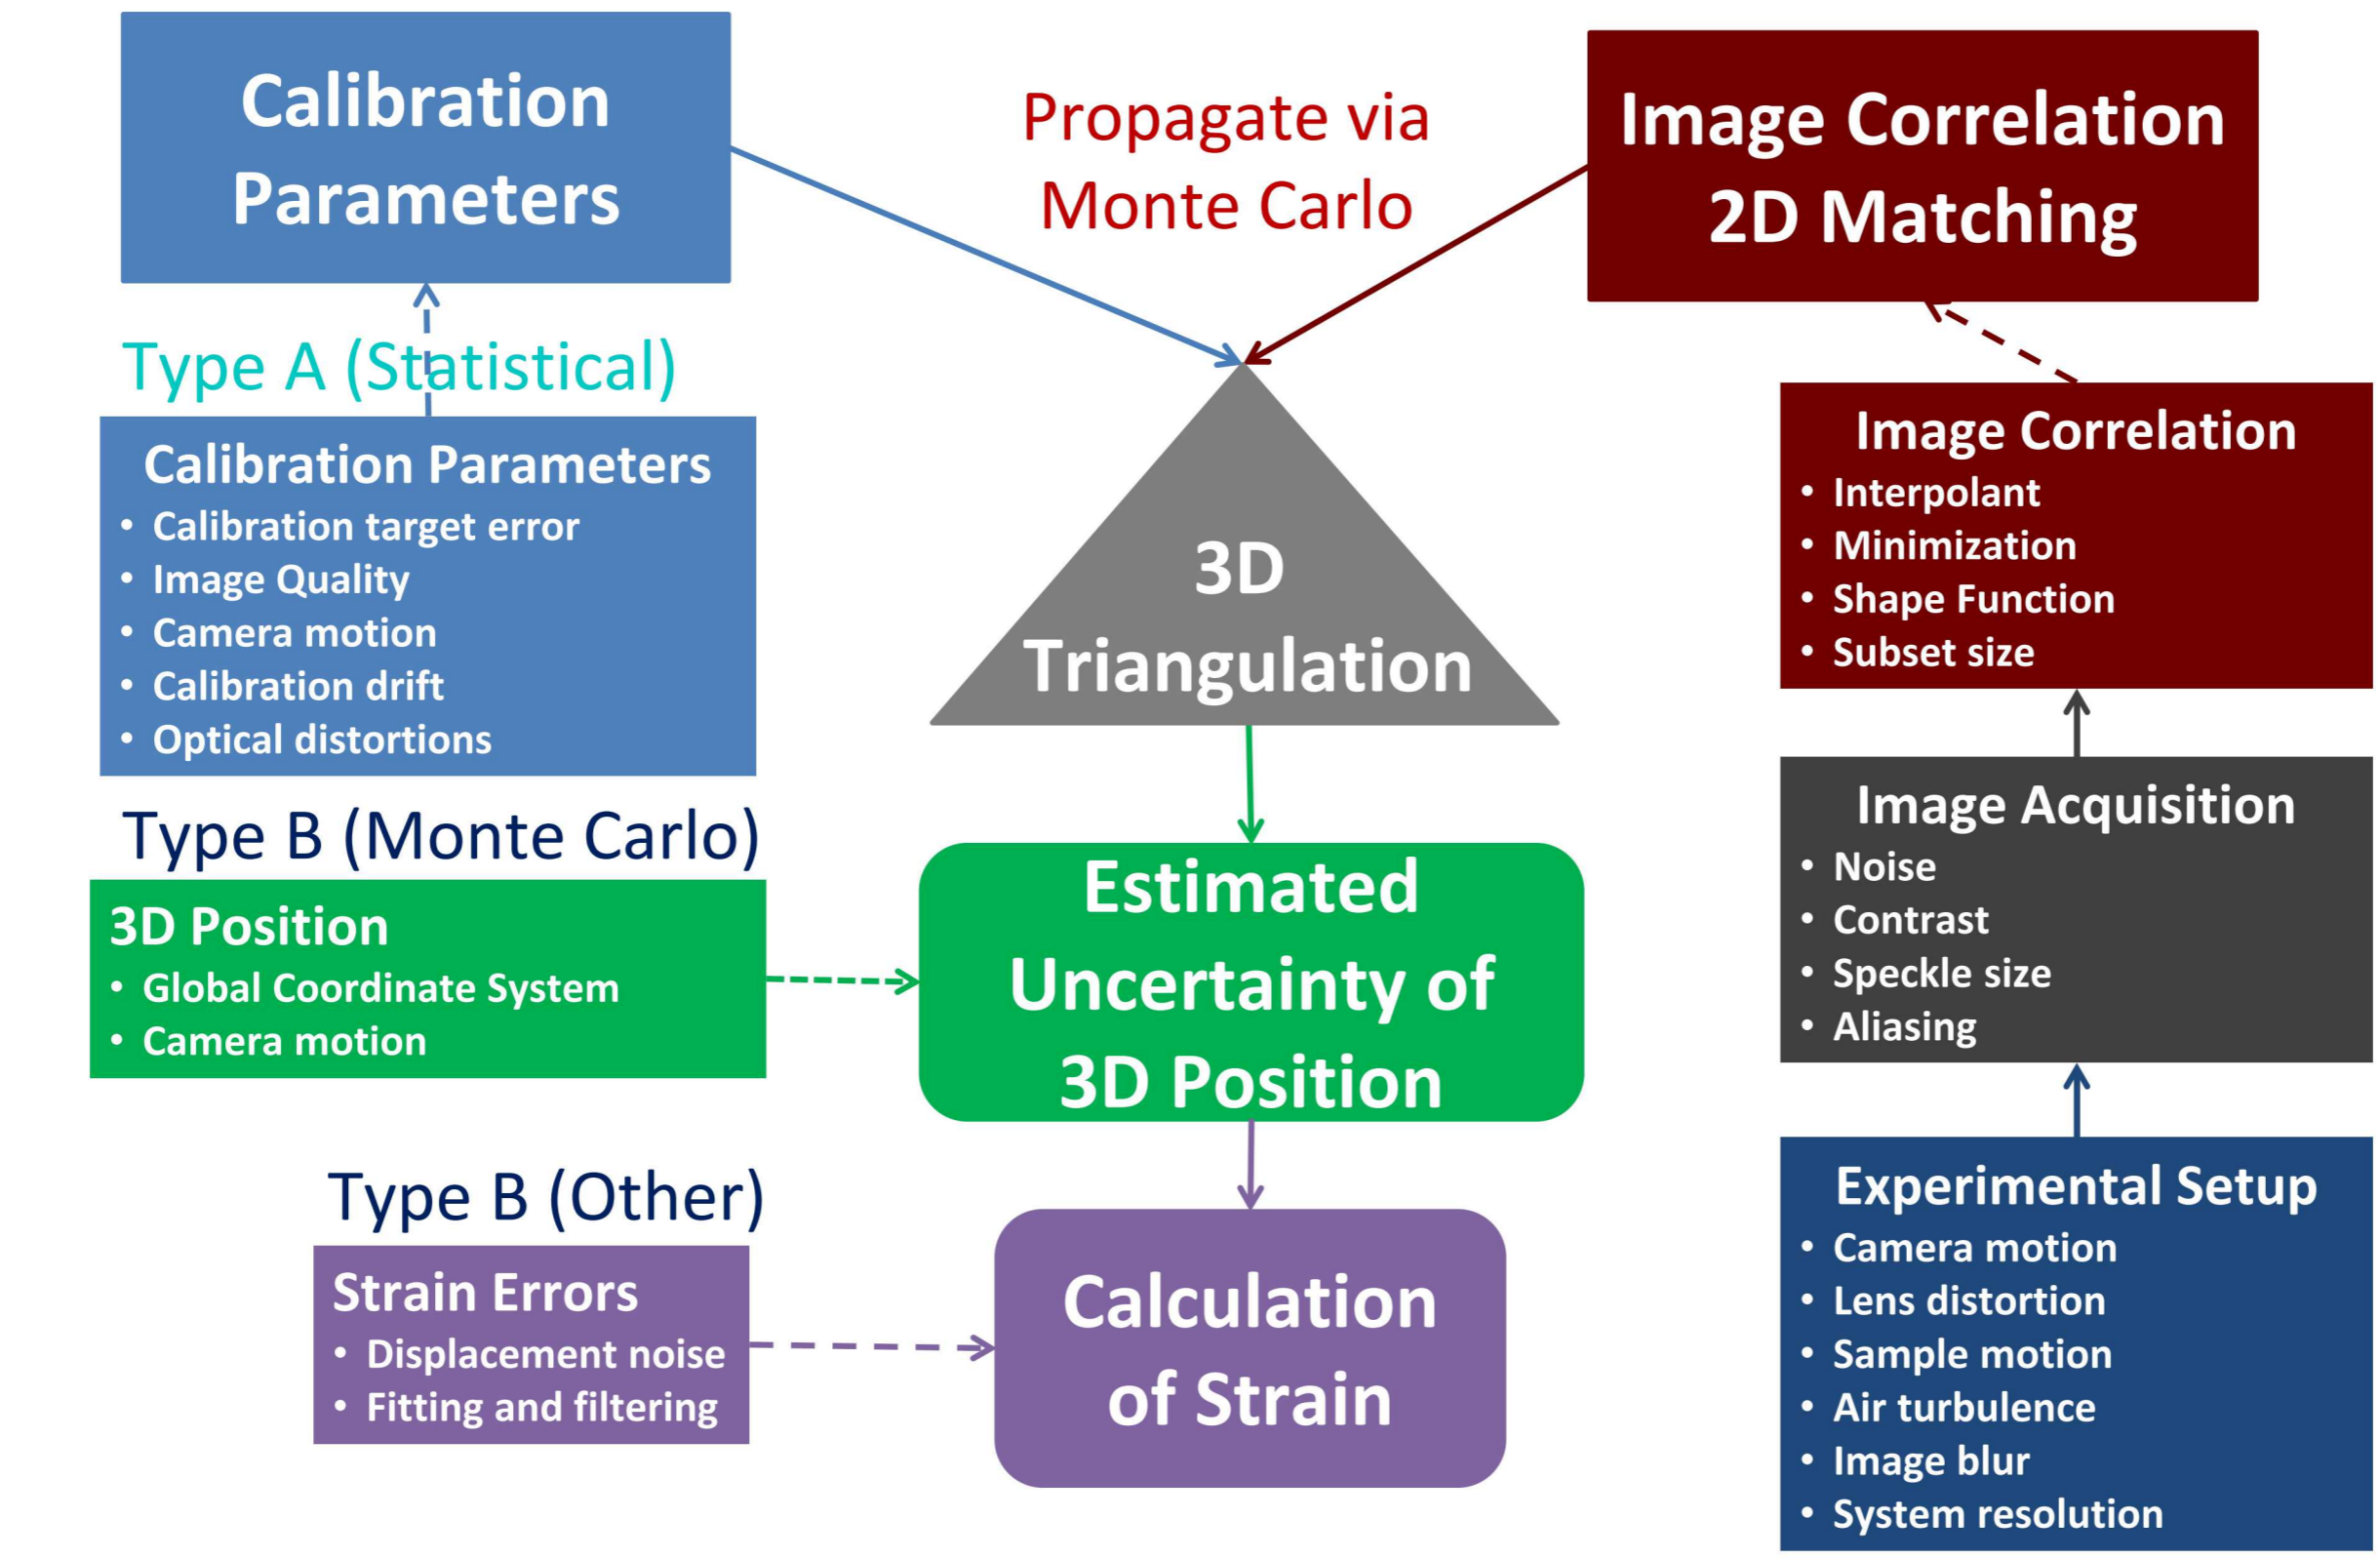 Calibration
Parameters
Propagate via
Monte Carlo
Image Correlation
2D Matching
Type A (Statistical)
Calibration Parameters
• Calibration target error
• Image Quality
• Camera motion
• Calibration drift
• Optical distortions
3D
Triangulation
Image Correlation
• Interpolant
• Minimization
• Shape Function
• Subset size
Type B (Monte Carlo)
3D Position
• Global Coordinate System
• Camera motion
Estimated
Uncertainty of
3D Position
Image Acquisition
• Noise
• Contrast
• Speckle size
• Aliasing
Type B (Other)
Strain Errors
• Displacement noise
• Fitting and filtering
Calculation
of Strain
Experimental Setup
• Camera motion
• Lens distortion
• Sample motion
• Air turbulence
• Image blur
• System resolution